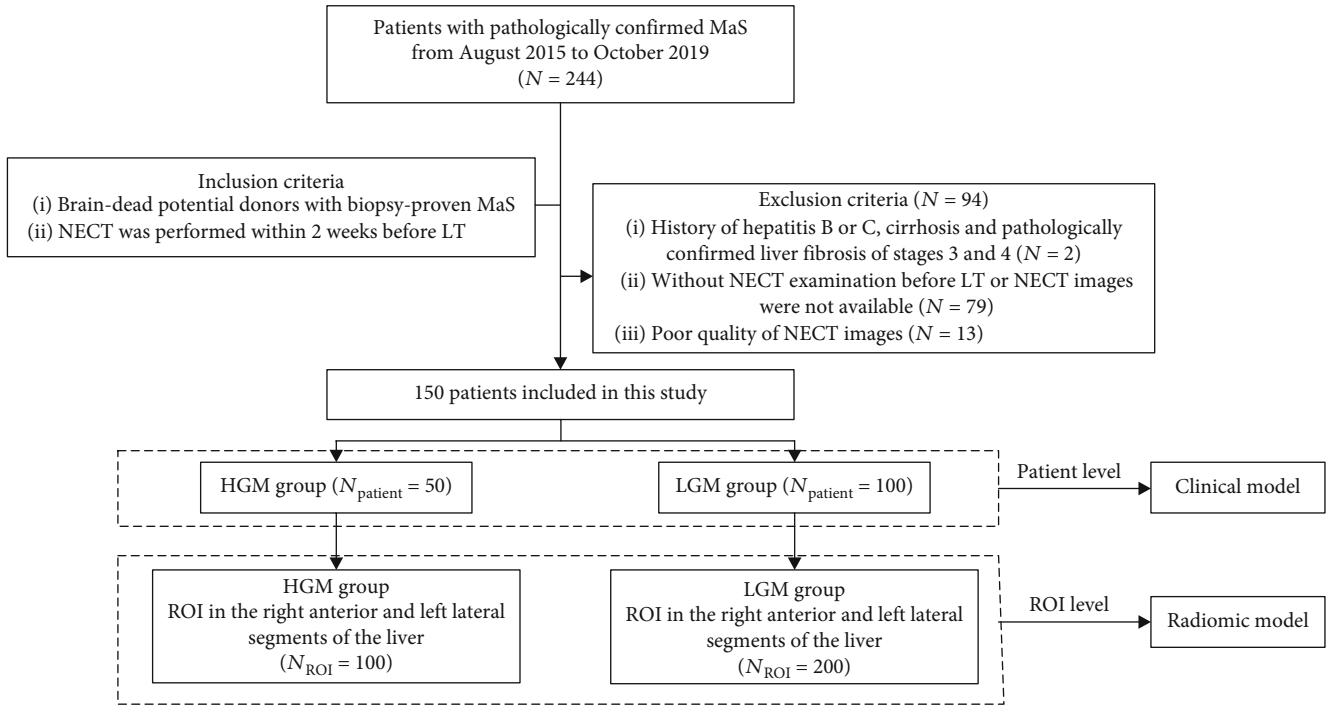 Patients with pathologically confirmed MaS
from August 2015 to October 2019
(N = 244)
Inclusion criteria
(i) Brain-dead potential donors with biopsy-proven MaS
(ii) NECT was performed within 2 weeks before LT
Exclusion criteria (N = 94)
(i) History of hepatitis B or C, cirrhosis and pathologically
confirmed liver fibrosis of stages 3 and 4 (N = 2)
(ii) Without NECT examination before LT or NECT images
were not available (N = 79)
(iii) Poor quality of NECT images (N = 13)
150 patients included in this study
HGM group (Npatient = 50)
LGM group (Npatient = 100)
Patient level
Clinical model
HGM group
ROI in the right anterior and left lateral
segments of the liver
(NROI = 100)
LGM group
ROI in the right anterior and left lateral
segments of the liver
(NROI = 200)
ROI level
Radiomic model